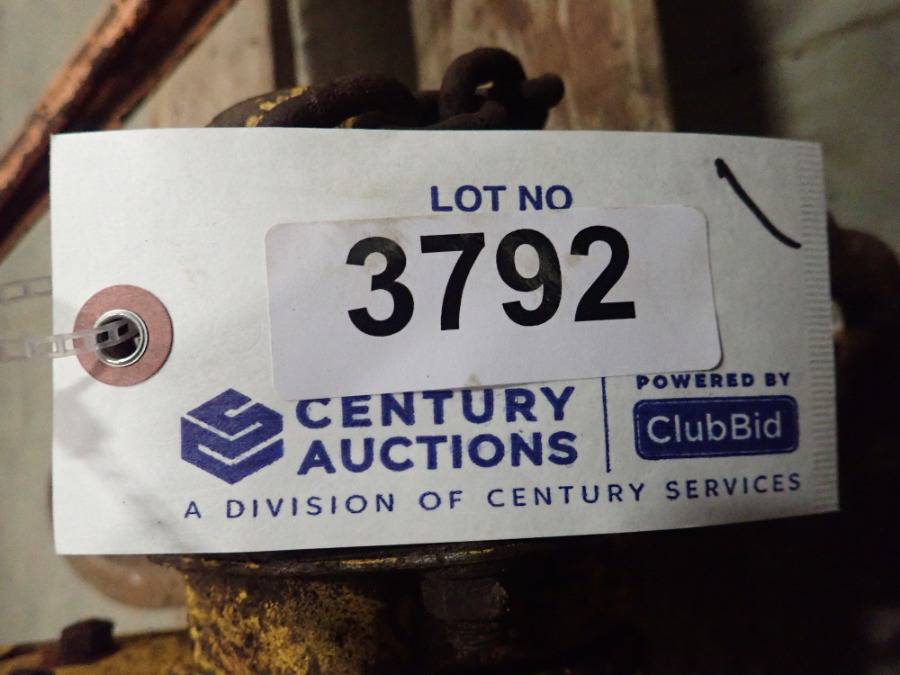 LOT NO
3792
CENTURY
AUCTIONS
POWERED BY
ClubBid
A DIVISION OF CENTURY SERVICES